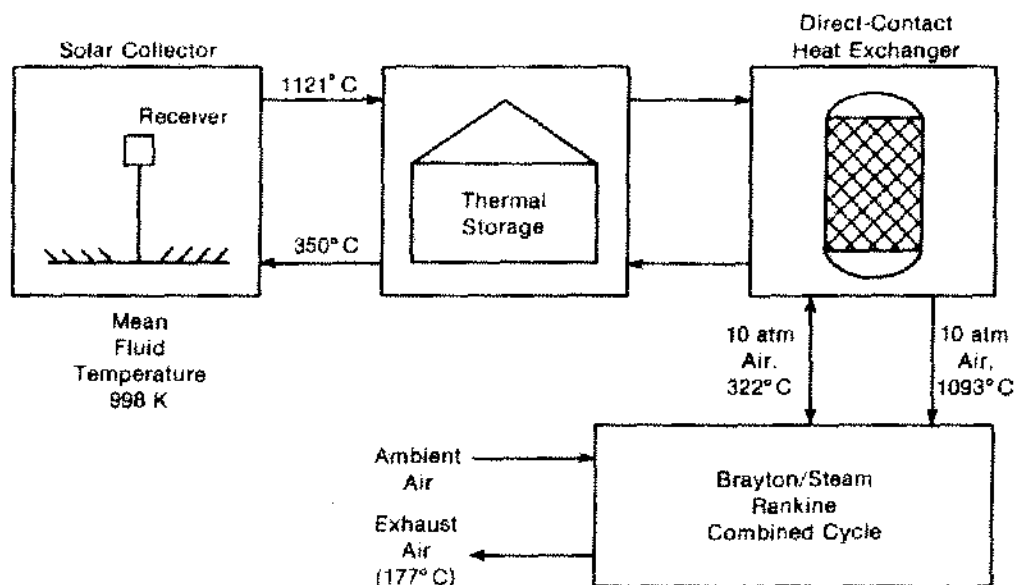 Solar Collector
Direct-Contact
Heat Exchanger
1121° C
Receiver
Thermal
Storage
350° C
Mean
Fluid
Temperature
998 K
10 atm
Air.
322° C
10 atm
Air,
1093° C
Ambient
Air
Brayton/Steam
Rankine
Combined Cycle
Exhaust
Air
(177° C)